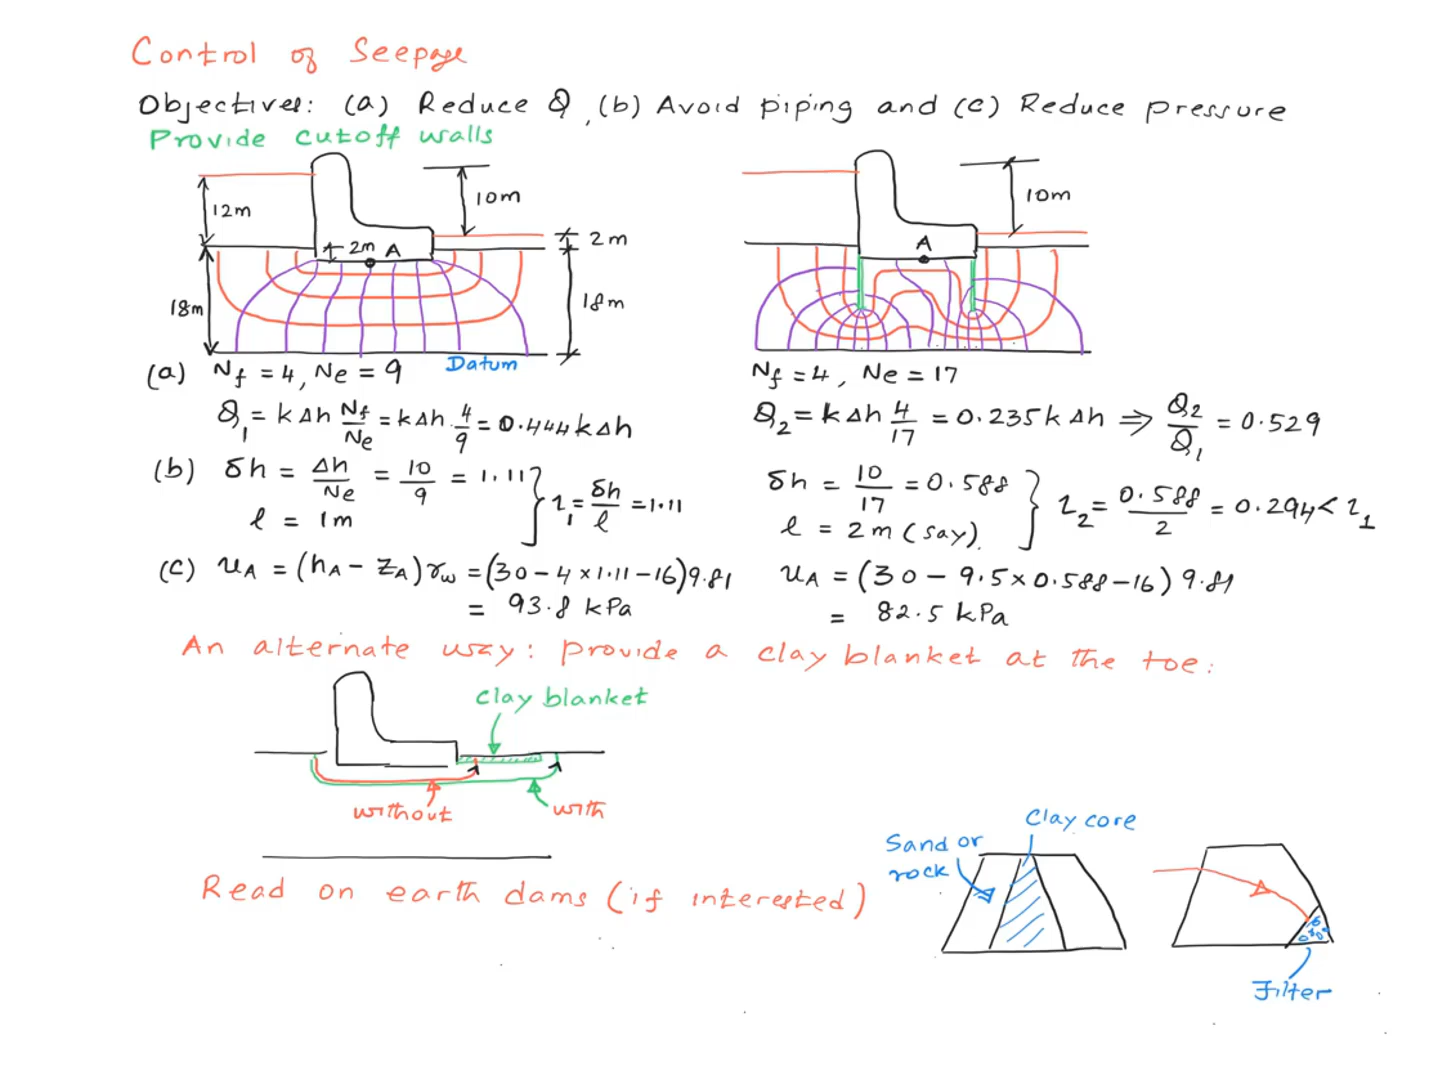 Control of Seepage
Objectives: (a) Reduce Q, (b) Avoid piping and (c) Reduce pressure
Provide cutoff walls
12m
10m
2m A
2m
18m
18m
Datum
10m
A
(a) Nf = 4, Ne = 9
Q1 = kΔh Nf/Ne = kΔh · 4/9 = 0.444kΔh
(b) δh = Δh/Ne = 10/9 = 1.11
l = 1m
i1 = δh/l = 1.11
(c) uA = (hA − zA)γw = (30 − 4 × 1.11 − 16) 9.81
= 93.8 kPa
Nf = 4, Ne = 17
Q2 = kΔh 4/17 = 0.235kΔh ⇒ Q2/Q1 = 0.529
δh = 10/17 = 0.588
l = 2m (say).
i2 = 0.588/2 = 0.294 < i1
uA = (30 − 9.5 × 0.588 − 16) 9.81
= 82.5 kPa
An alternate way: Provide a clay blanket at the toe:
clay blanket
without
with
Read on earth dams (if interested)
Clay core
Sand or
rock
Filter